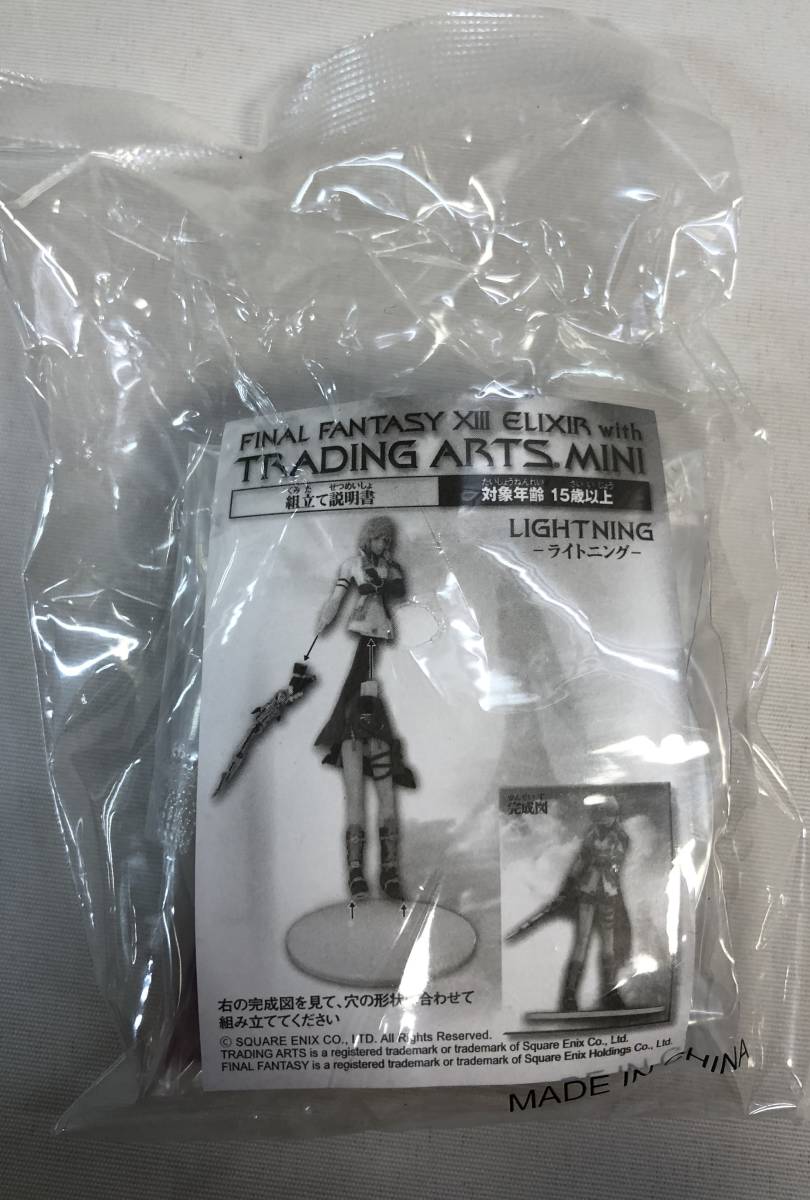 FINAL FANTASY XIII ELIXIR with
TRADING ARTS® MINI
くみた せつめいしょ
組立て説明書
たいしょうねんれい さいいじょう
対象年齢 15歳以上
LIGHTNING
-ライトニング-
かんせいず
完成図
右の完成図を見て、穴の形状 合わせて
組み立ててください
© SQUARE ENIX CO., LTD. All Rights Reserved.
TRADING ARTS is a registered trademark or trademark of Square Enix Co., Ltd.
FINAL FANTASY is a registered trademark or trademark of Square Enix Holdings Co., Ltd.
MADE IN CHINA